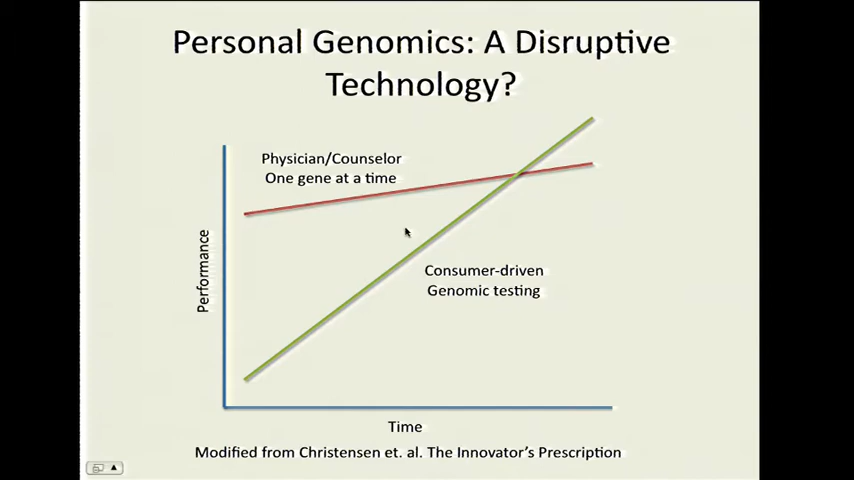 Personal Genomics: A Disruptive
Technology?
Physician/Counselor
One gene at a time
Consumer-driven
Genomic testing
Performance
Time
Modified from Christensen et. al. The Innovator's Prescription